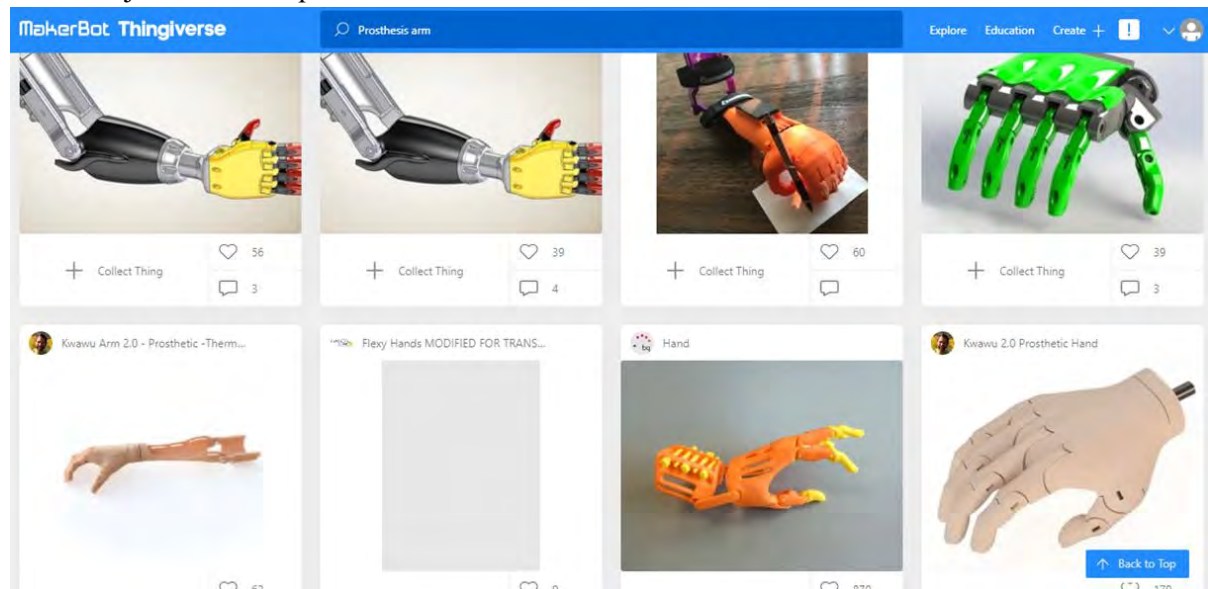 MakerBot Thingiverse
Prosthesis arm
Explore Education Create + !
Collect Thing
56
3
Collect Thing
39
4
Collect Thing
60
Collect Thing
39
3
Kwawu Arm 2.0 - Prosthetic -Therm...
Flexy Hands MODIFIED FOR TRANS...
bq
Hand
Kwawu 2.0 Prosthetic Hand
Back to Top